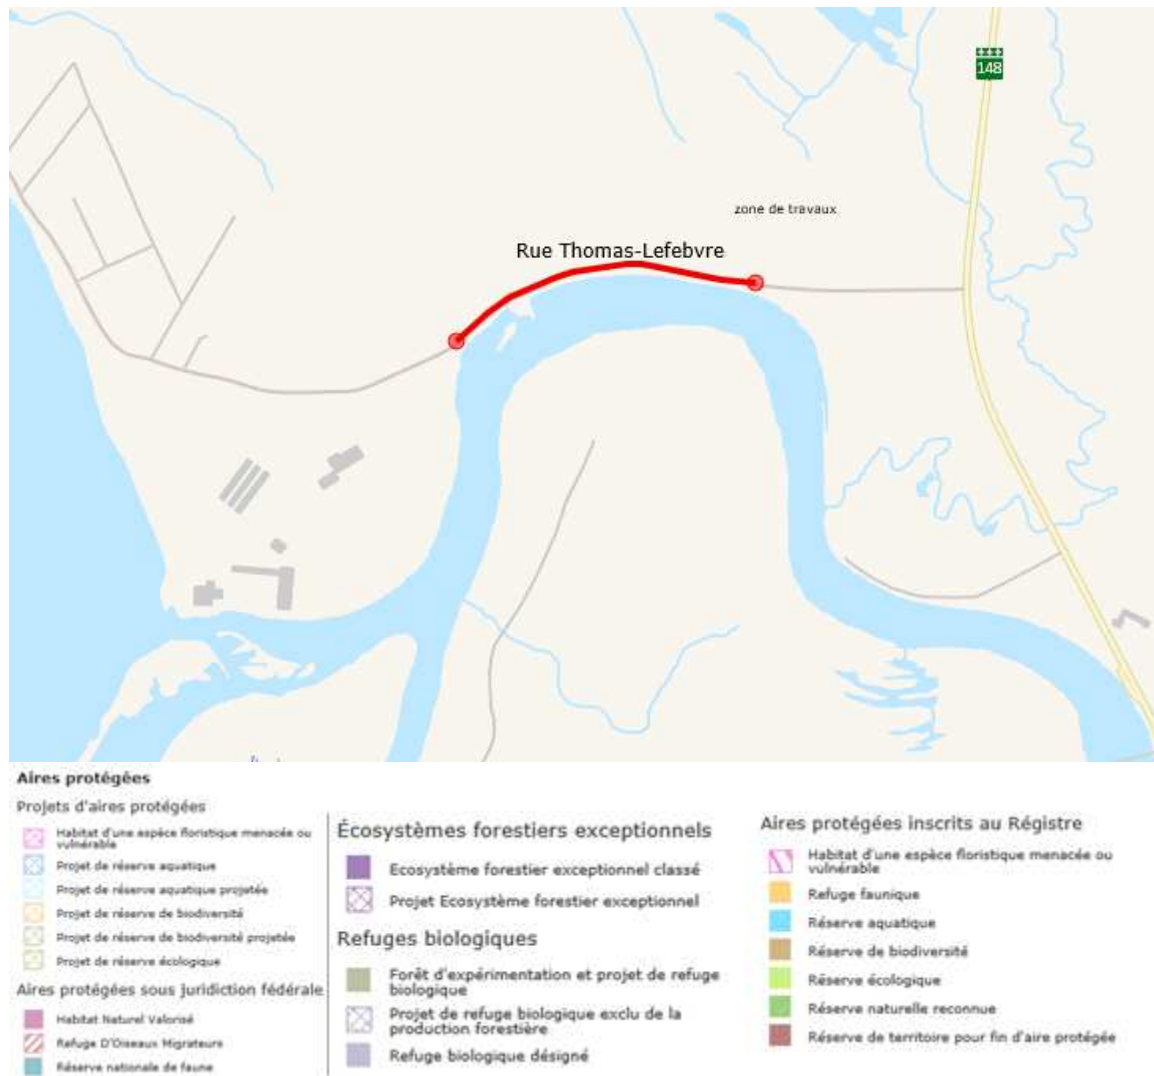 148
zone de travaux
Rue Thomas-Lefebvre
Aires protégées
Projets d'aires protégées
Habitat d'une espèce floristique menacée ou
vulnérable
Projet de réserve aquatique
Projet de réserve aquatique projetée
Projet de réserve de biodiversité
Projet de réserve de biodiversité projetée
Projet de réserve écologique
Aires protégées sous juridiction fédérale
Habitat Naturel Valorisé
Refuge D'Oiseaux Migrateurs
Réserve nationale de faune
Écosystèmes forestiers exceptionnels
Ecosystème forestier exceptionnel classé
Projet Ecosystème forestier exceptionnel
Refuges biologiques
Forêt d'expérimentation et projet de refuge
biologique
Projet de refuge biologique exclu de la
production forestière
Refuge biologique désigné
Aires protégées inscrits au Régistre
Habitat d'une espèce floristique menacée ou
vulnérable
Refuge faunique
Réserve aquatique
Réserve de biodiversité
Réserve écologique
Réserve naturelle reconnue
Réserve de territoire pour fin d'aire protégée